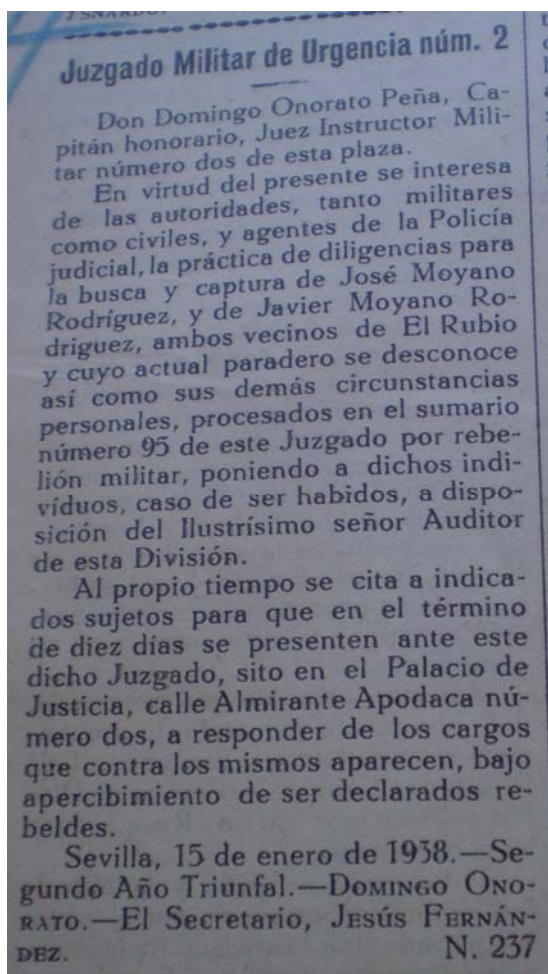 Juzgado Militar de Urgencia núm. 2
Don Domingo Onorato Peña, Ca-
pitán honorario, Juez Instructor Mili-
tar número dos de esta plaza.
En virtud del presente se interesa
de las autoridades, tanto militares
como civiles, y agentes de la Policía
judicial, la práctica de diligencias para
la busca y captura de José Moyano
Rodríguez, y de Javier Moyano Ro-
driguez, ambos vecinos de El Rubio
y cuyo actual paradero se desconoce
así como sus demás circunstancias
personales, procesados en el sumario
número 95 de este Juzgado por rebe-
lión militar, poniendo a dichos indi-
víduos, caso de ser habidos, a dispo-
sición del Ilustrísimo señor Auditor
de esta División.
Al propio tiempo se cita a indica-
dos sujetos para que en el término
de diez días se presenten ante este
dicho Juzgado, sito en el Palacio de
Justicia, calle Almirante Apodaca nú-
mero dos, a responder de los cargos
que contra los mismos aparecen, bajo
apercibimiento de ser declarados re-
beldes.
Sevilla, 15 de enero de 1938.—Se-
gundo Año Triunfal.—DOMINGO ONO-
RATO.—El Secretario, JESÚS FERNÁN-
DEZ. N. 237